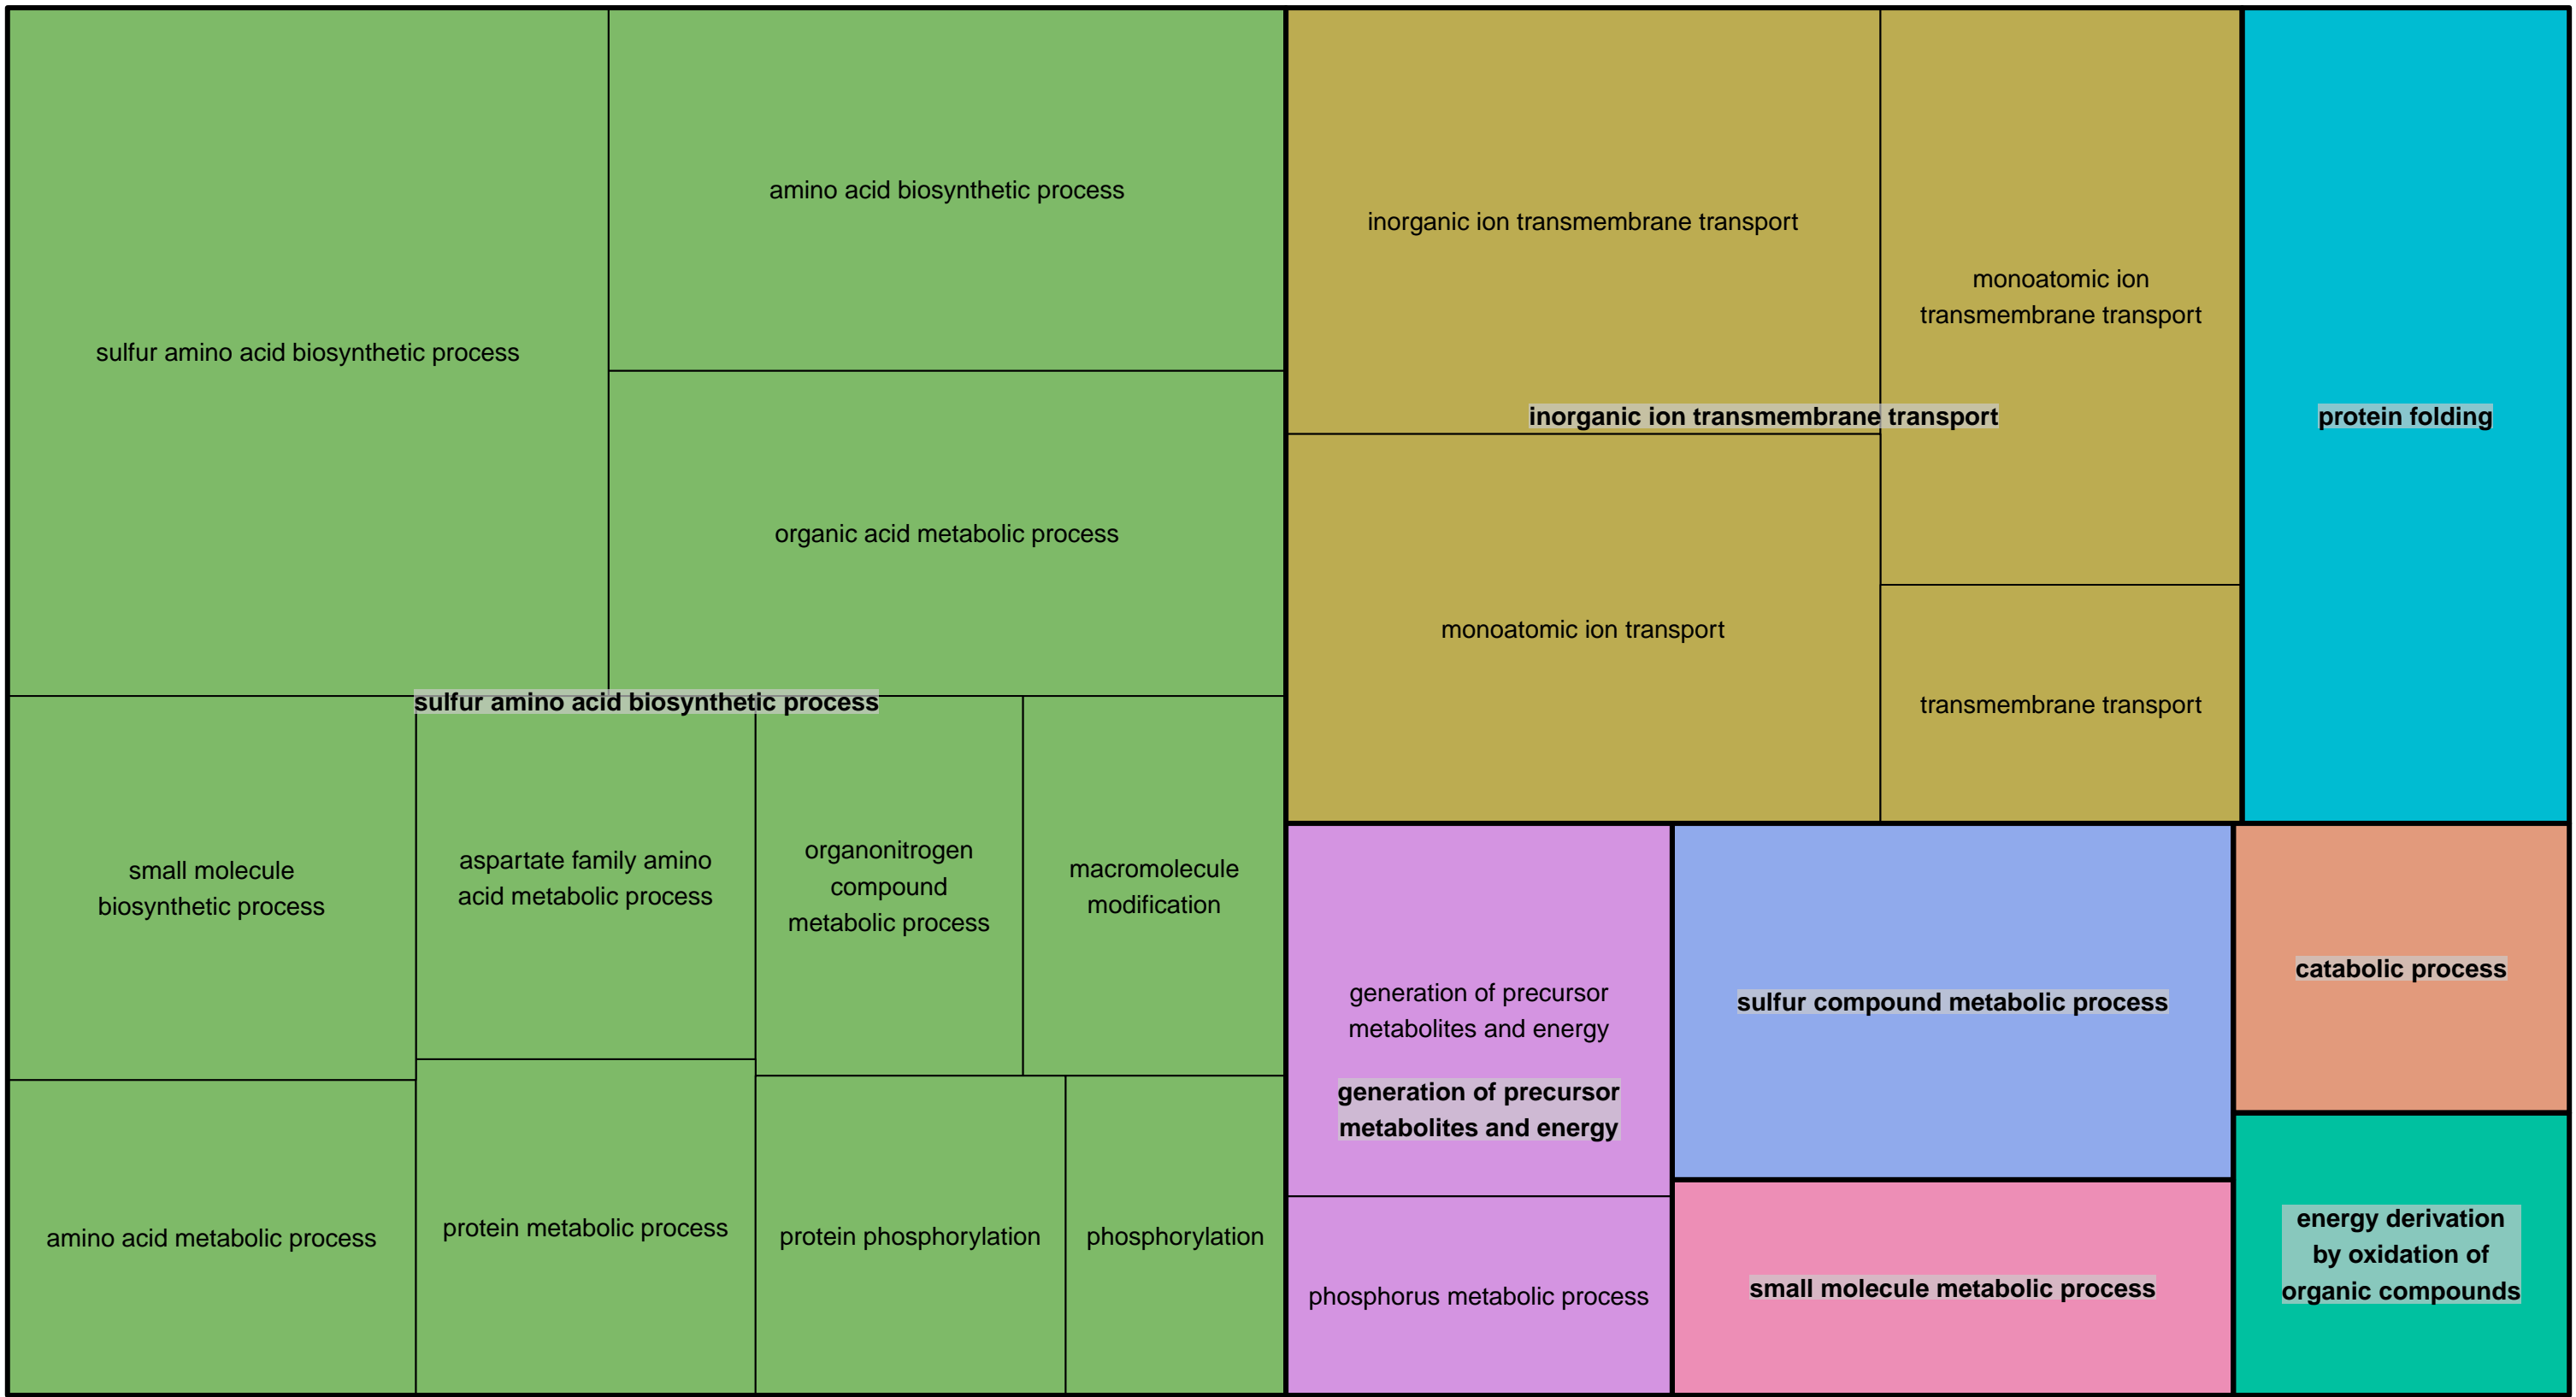 sulfur amino acid biosynthetic process
amino acid biosynthetic process
organic acid metabolic process
sulfur amino acid biosynthetic process
small molecule
biosynthetic process
aspartate family amino
acid metabolic process
organonitrogen
compound
metabolic process
macromolecule
modification
amino acid metabolic process
protein metabolic process
protein phosphorylation
phosphorylation
inorganic ion transmembrane transport
monoatomic ion
transmembrane transport
inorganic ion transmembrane transport
monoatomic ion transport
transmembrane transport
protein folding
generation of precursor
metabolites and energy
generation of precursor
metabolites and energy
phosphorus metabolic process
sulfur compound metabolic process
small molecule metabolic process
catabolic process
energy derivation
by oxidation of
organic compounds